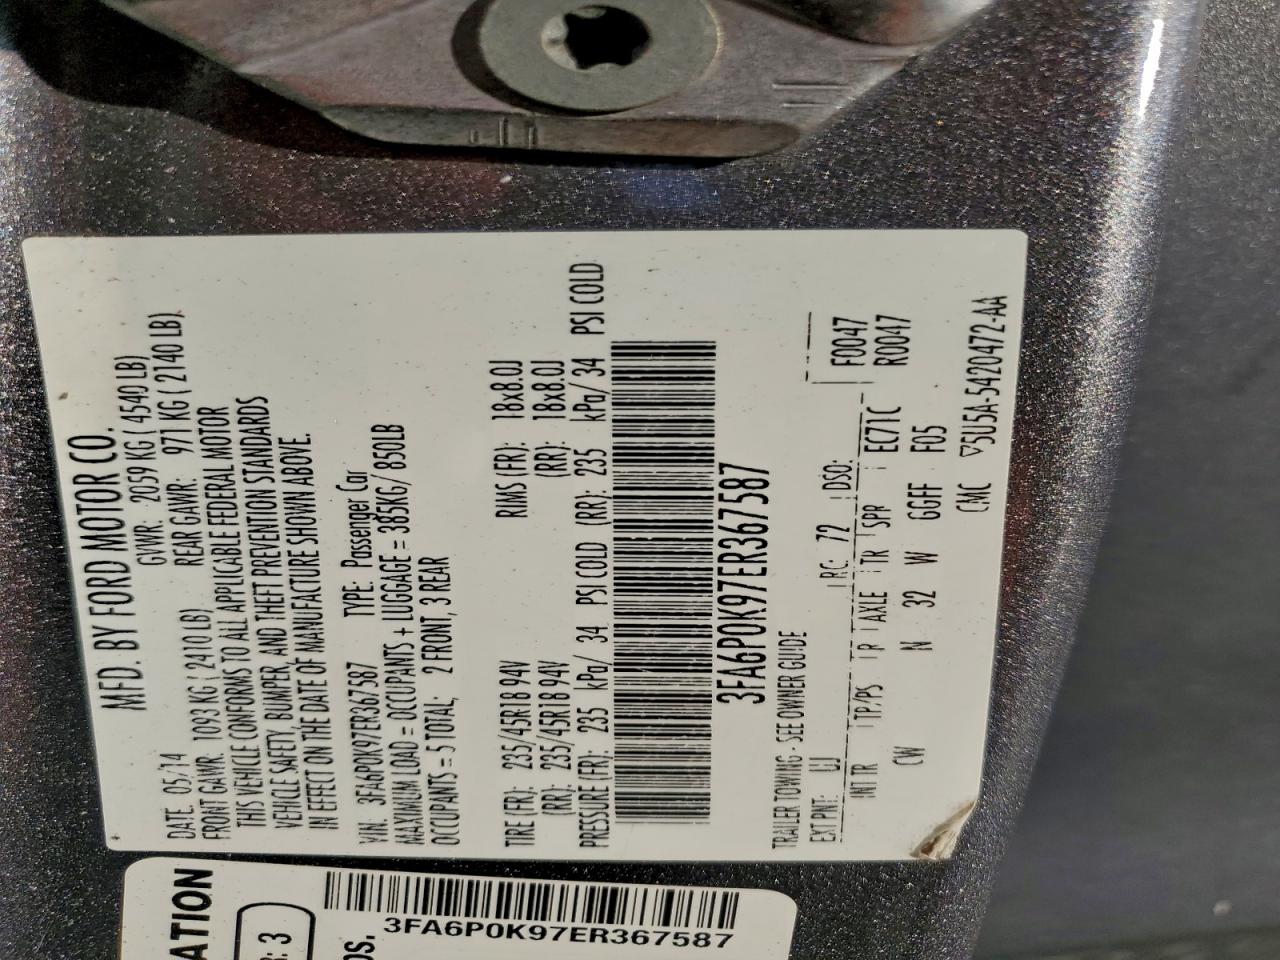 MFD. BY FORD MOTOR CO.
DATE: 05/14 GVWR: 2059 KG ( 4540 LB)
FRONT GAWR: 1093 KG ( 2410 LB) REAR GAWR: 971 KG ( 2140 LB)
THIS VEHICLE CONFORMS TO ALL APPLICABLE FEDERAL MOTOR
VEHICLE SAFETY, BUMPER, AND THEFT PREVENTION STANDARDS
IN EFFECT ON THE DATE OF MANUFACTURE SHOWN ABOVE.
VIN: 3FA6P0K97ER367587 TYPE: Passenger Car
MAXIMUM LOAD = OCCUPANTS + LUGGAGE = 385KG/ 850LB
OCCUPANTS = 5 TOTAL; 2 FRONT, 3 REAR
TIRE (FR): 235/45R18 94V RIMS (FR): 18x8.0J
(RR): 235/45R18 94V (RR): 18x8.0J
PRESSURE (FR): 235 kPa/ 34 PSI COLD (RR): 235 kPa/ 34 PSI COLD
3FA6P0K97ER367587
TRAILER TOWING - SEE OWNER GUIDE
EXT PNT: UJ RC: 72 DSO: F0047
R0047
INT TR TP/PS R AXLE TR SPR EC71C
CW N 32 W GGFF F05
CMC ▽5U5A-5420472-AA
ATION
R: 3
3FA6P0K97ER367587